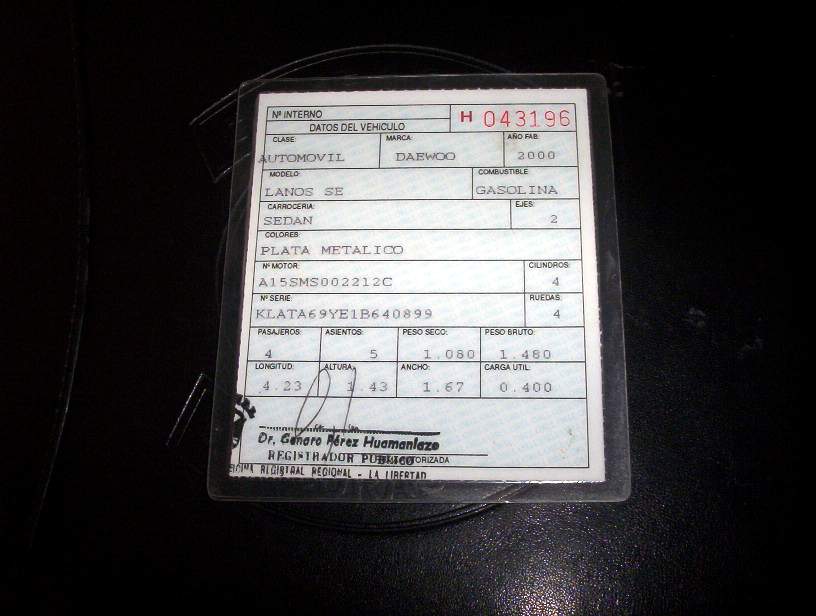 Nº INTERNO H 043196
DATOS DEL VEHICULO
CLASE: MARCA: AÑO FAB:
AUTOMOVIL DAEWOO 2000
MODELO: COMBUSTIBLE:
LANOS SE GASOLINA
CARROCERIA: EJES:
SEDAN 2
COLORES:
PLATA METALICO
Nº MOTOR: CILINDROS:
A15SMS002212C 4
Nº SERIE: RUEDAS:
KLATA69YE1B640899 4
PASAJEROS: ASIENTOS: PESO SECO: PESO BRUTO:
4 5 1.080 1.480
LONGITUD: ALTURA: ANCHO: CARGA UTIL:
4.23 1.43 1.67 0.400
Dr. Genaro Pérez Huamanlazo
REGISTRADOR PUBLICO
REGISTRAL REGIONAL - LA LIBERTAD